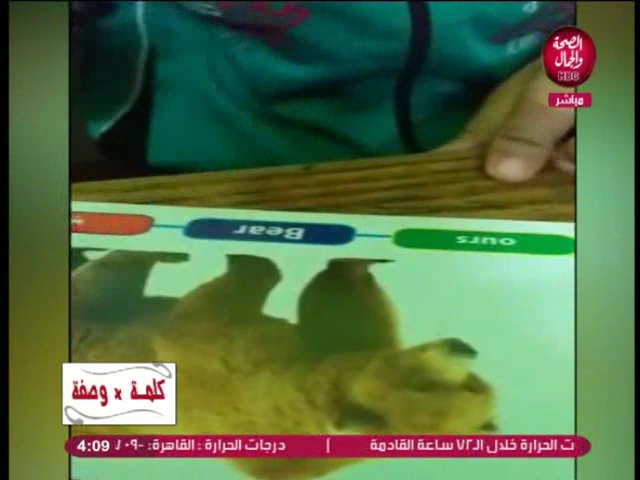 الصحة
والجمال
HBC
مباشر
ours
Bear
كلمة x وصفة
ت الحرارة خلال الـ٧٢ ساعة القادمة | درجات الحرارة : القاهرة:
4:09